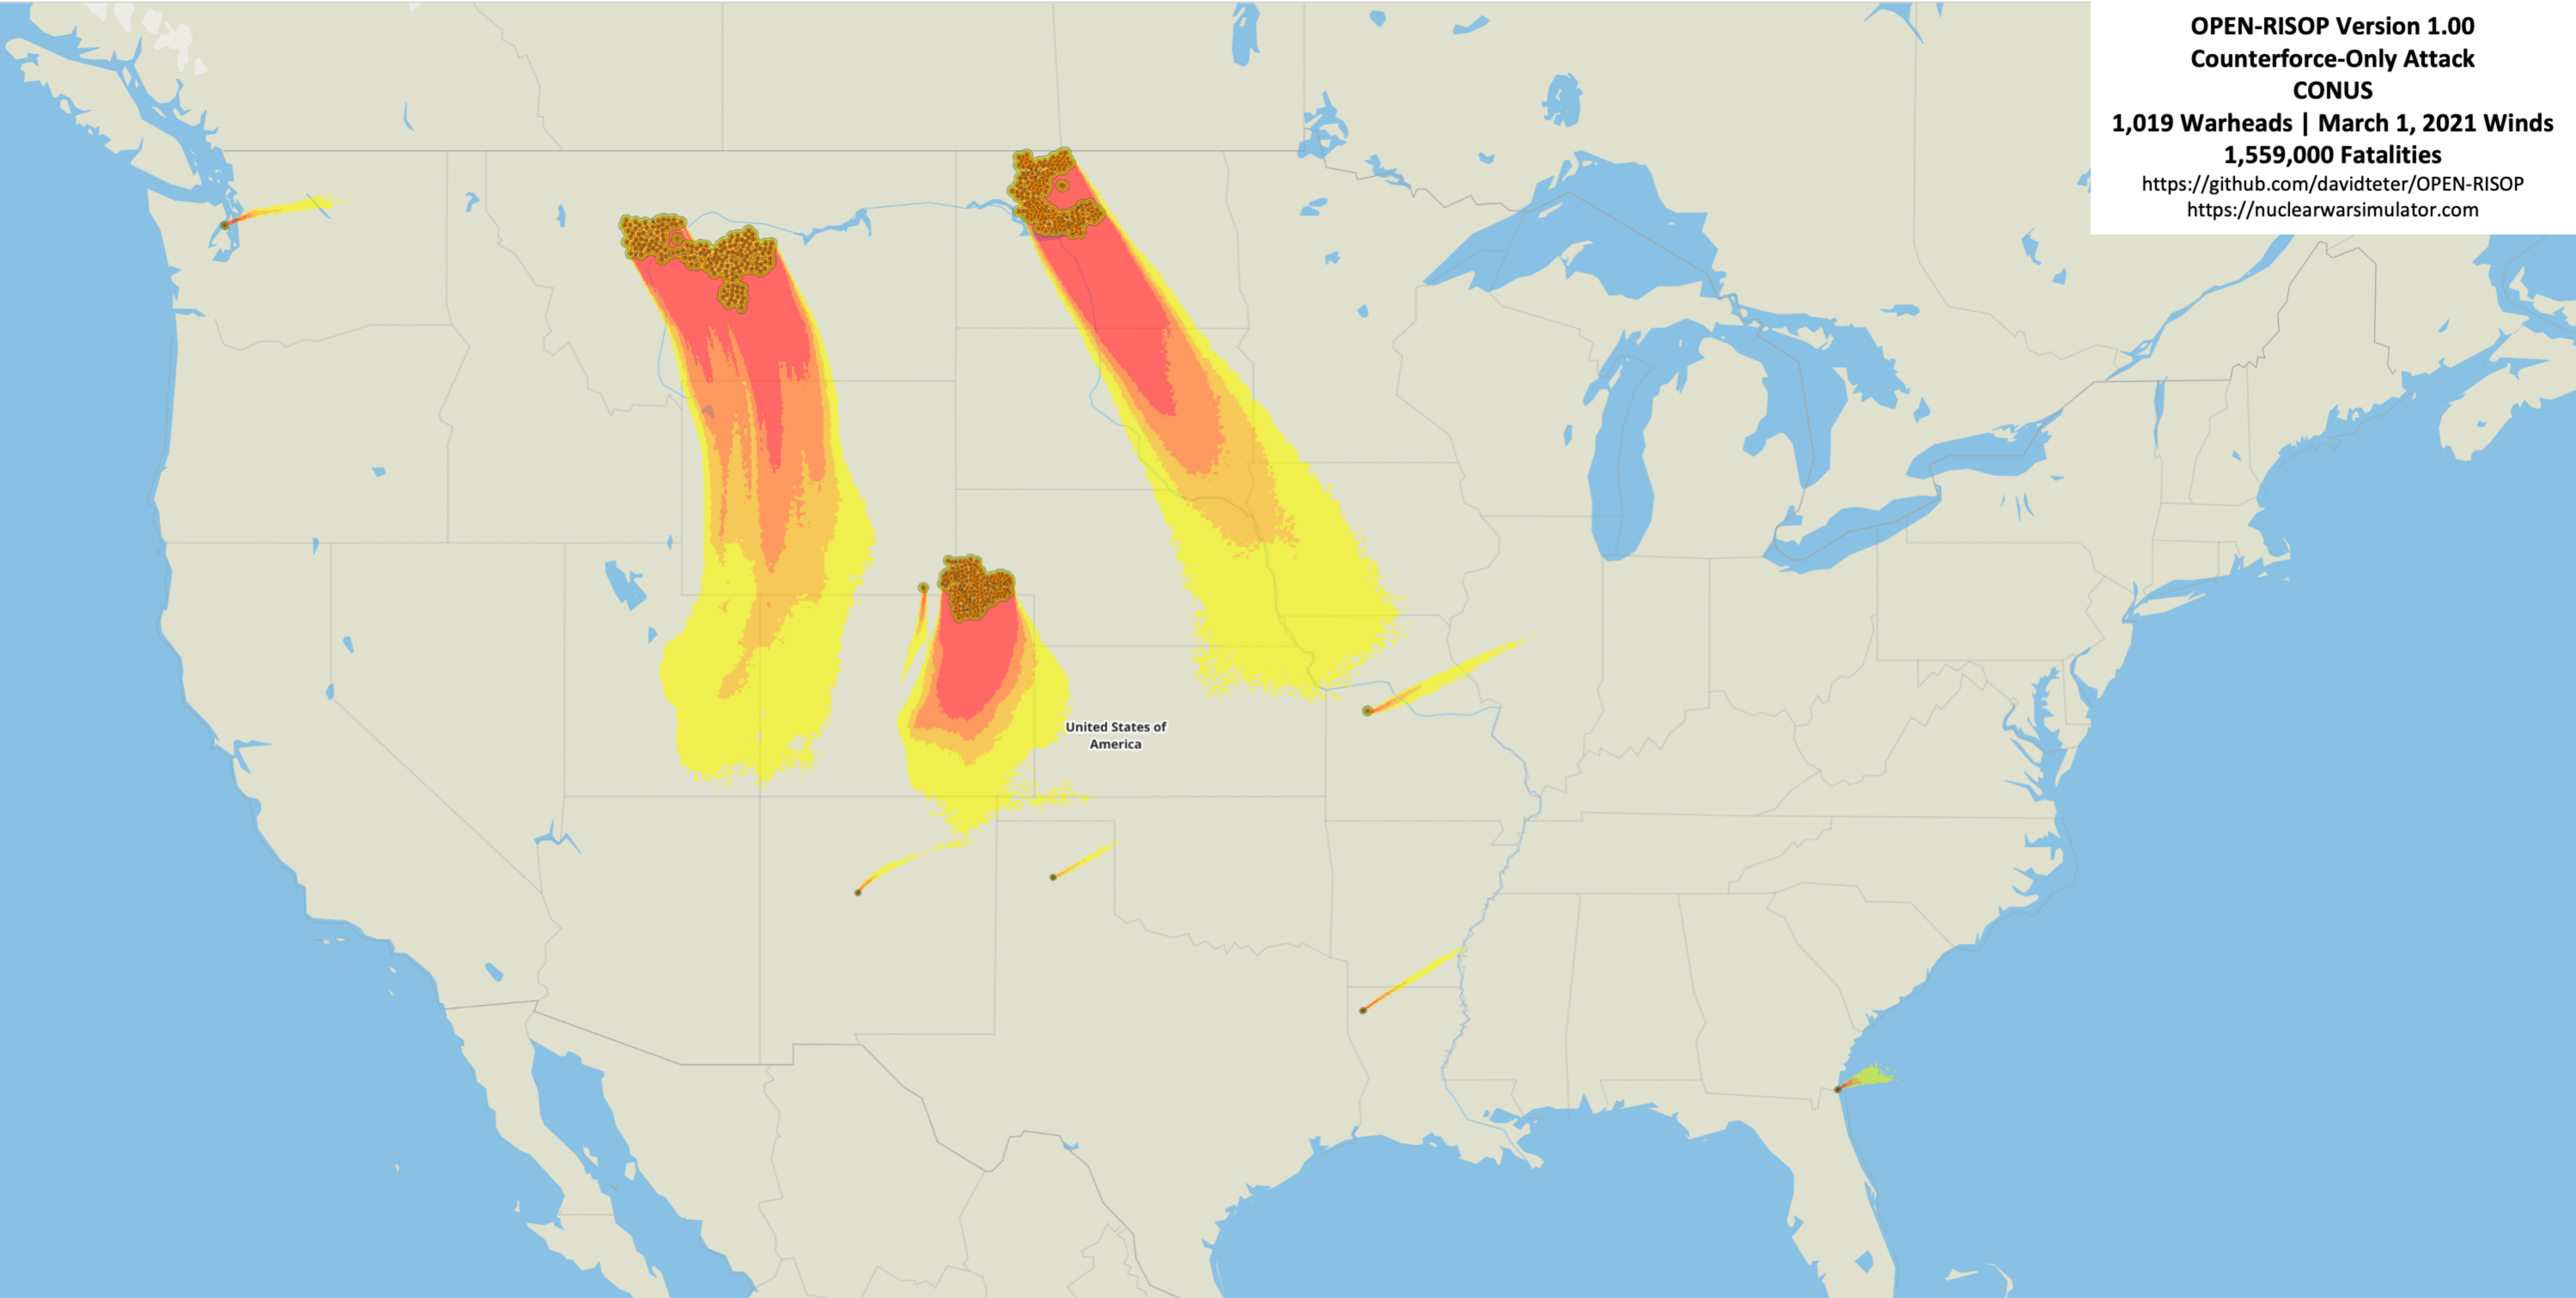 OPEN-RISOP Version 1.00
Counterforce-Only Attack
CONUS
1,019 Warheads | March 1, 2021 Winds
1,559,000 Fatalities
https://github.com/davidteter/OPEN-RISOP
https://nuclearwarsimulator.com
United States of
America